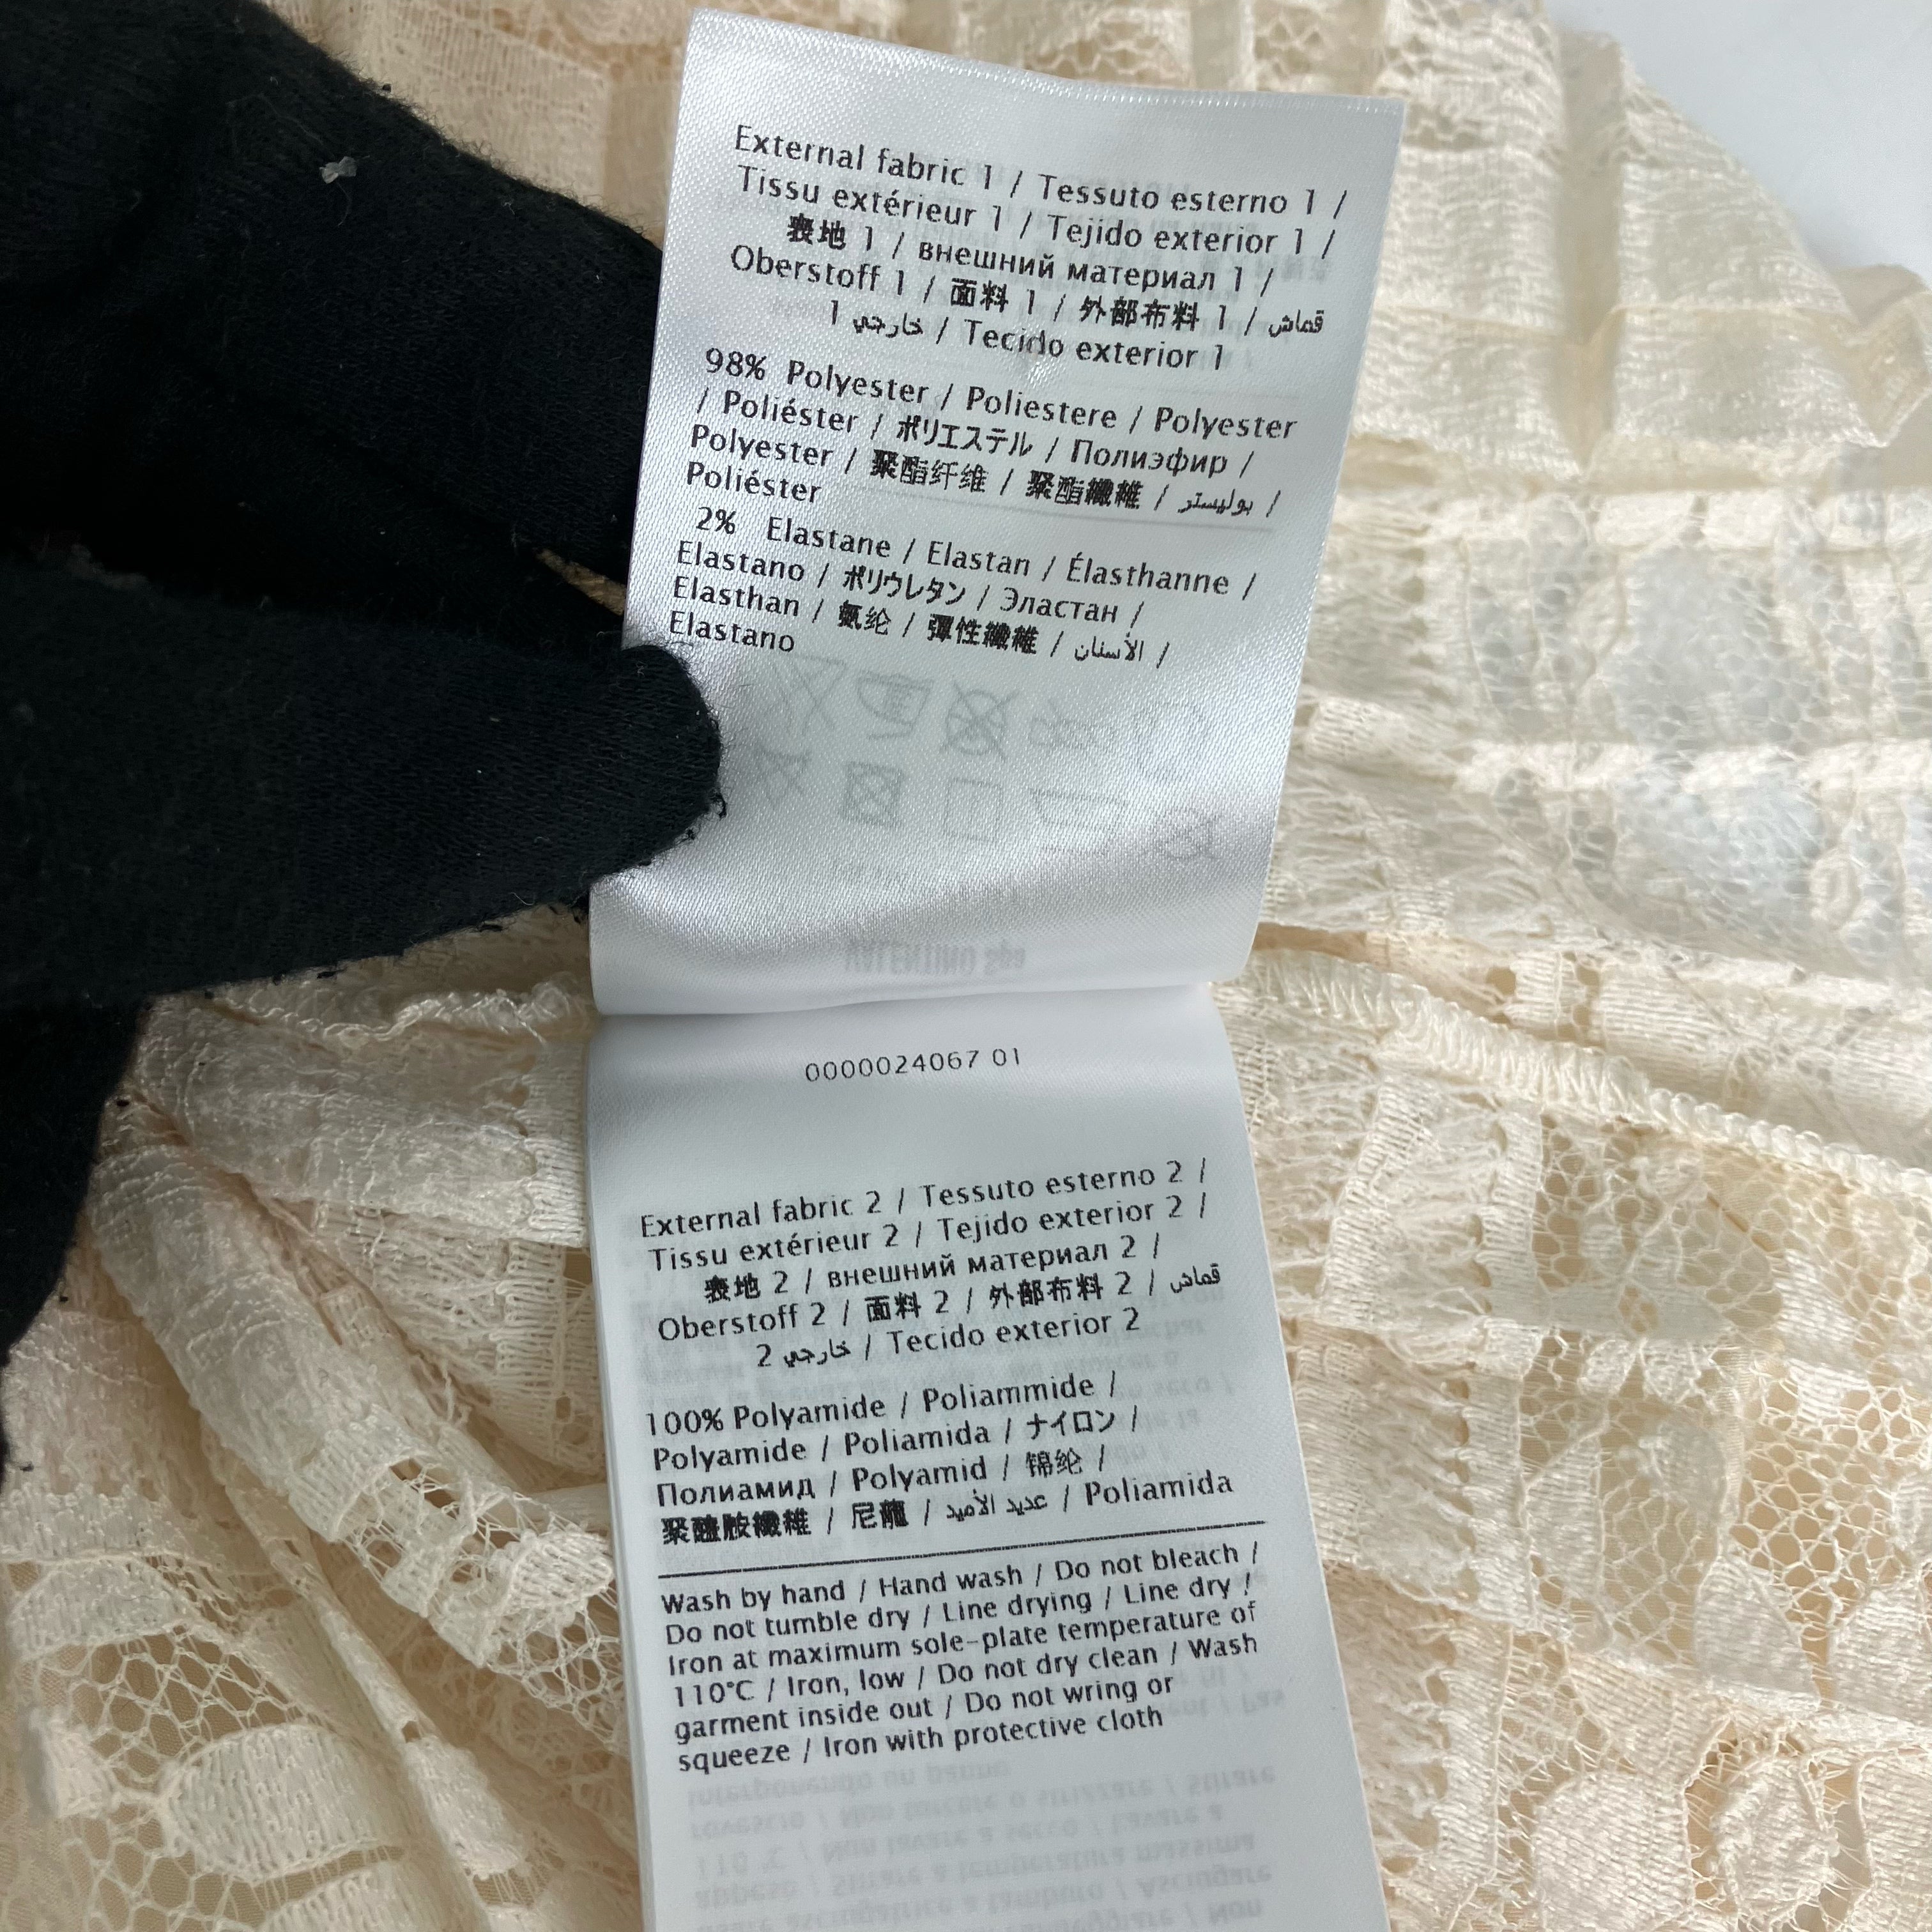 External fabric 1 / Tessuto esterno 1 /
Tissu extérieur 1 / Tejido exterior 1 /
表地 1 / внешний материал 1 /
Oberstoff 1 / 面料 1 / 外部布料 1 / قماش
خارجي 1 / Tecido exterior 1
98% Polyester / Poliestere / Polyester
/ Poliéster / ポリエステル / Полиэфир /
Polyester / 聚酯纤维 / 聚酯纖維 / بوليستر /
Poliéster
2% Elastane / Elastan / Élasthanne /
Elastano / ポリウレタン / Эластан /
Elasthan / 氨纶 / 彈性纖維 / الأستان /
Elastano
VALENTINO spa
0000024067 01
External fabric 2 / Tessuto esterno 2 /
Tissu extérieur 2 / Tejido exterior 2 /
表地 2 / внешний материал 2 /
Oberstoff 2 / 面料 2 / 外部布料 2 / قماش
خارجي 2 / Tecido exterior 2
100% Polyamide / Poliammide /
Polyamide / Poliamida / ナイロン /
Полиамид / Polyamid / 锦纶 /
聚醯胺纖維 / 尼龍 / عديد الأميد / Poliamida
Wash by hand / Hand wash / Do not bleach /
Do not tumble dry / Line drying / Line dry /
Iron at maximum sole-plate temperature of
110°C / Iron, low / Do not dry clean / Wash
garment inside out / Do not wring or
squeeze / Iron with protective cloth